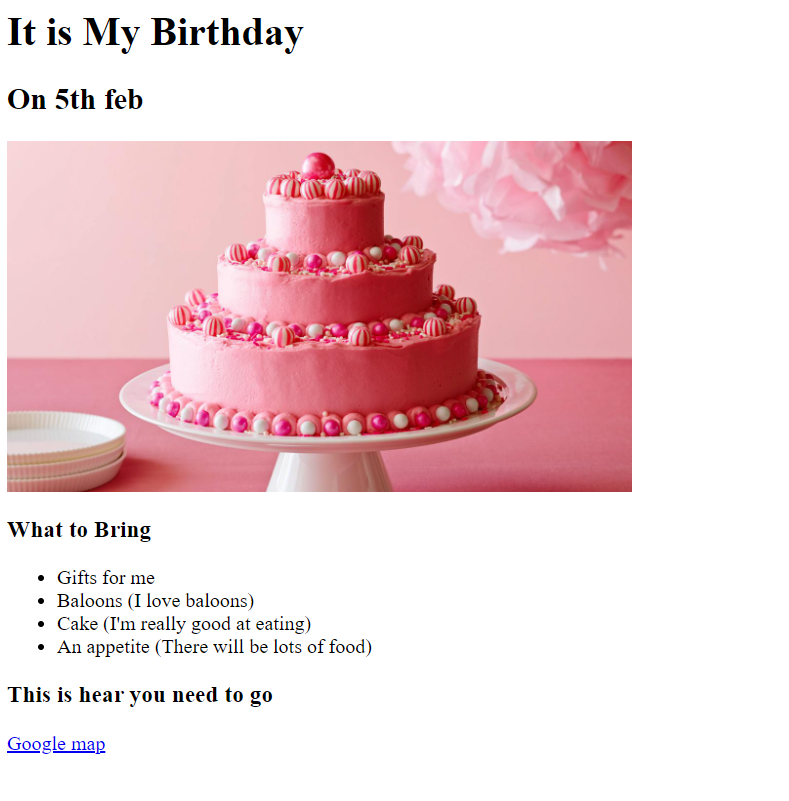 It is My Birthday
On 5th feb
What to Bring
Gifts for me
Baloons (I love baloons)
Cake (I'm really good at eating)
An appetite (There will be lots of food)
This is hear you need to go
Google map